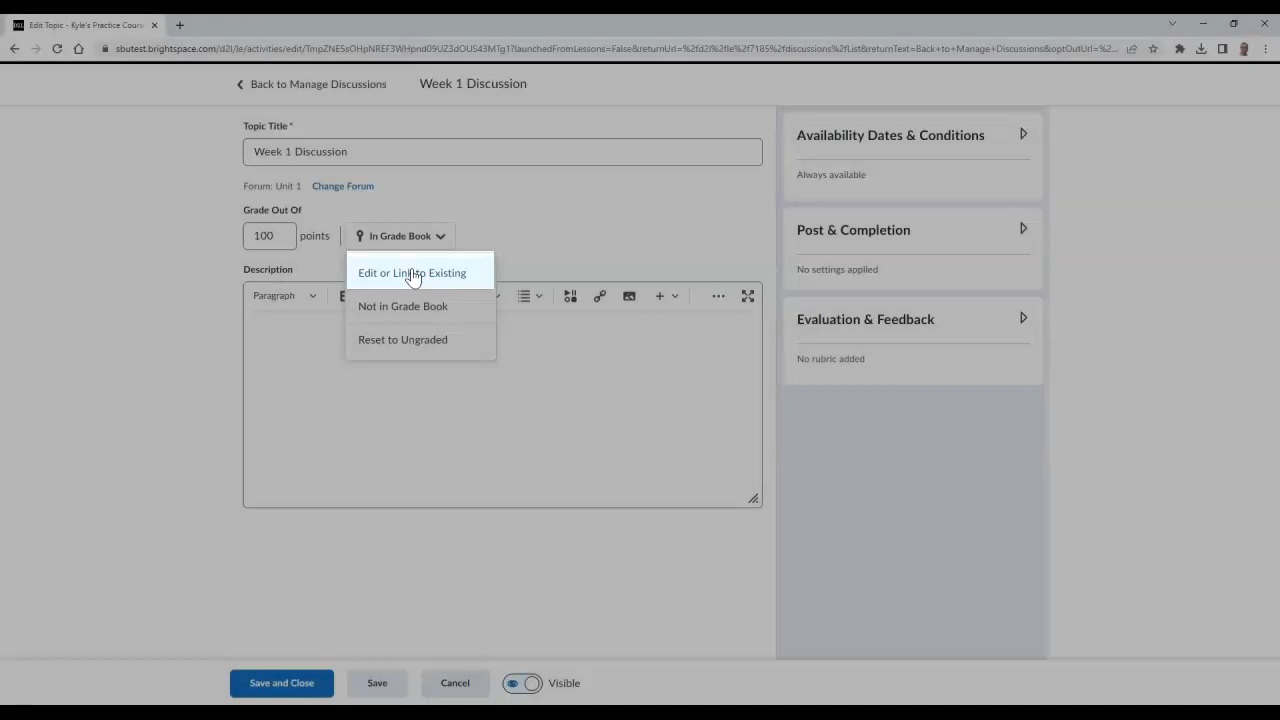 Edit Topic - Kyle's Practice Cours
sbutest.brightspace.com/d2l/le/activities/edit/TmpZNE5sOHpNREF3WHpnd09UZ3dOUS43MTg1?launchedFromLessons=False&returnUrl=%2fd2l%2fle%2f7185%2fdiscussions%2fList&returnText=Back+to+Manage+Discussions&optOutUrl=%2...
Back to Manage Discussions
Week 1 Discussion
Topic Title *
Week 1 Discussion
Forum: Unit 1 Change Forum
Grade Out Of
100 points In Grade Book
Edit or Link to Existing
Not in Grade Book
Reset to Ungraded
Description
Paragraph
Availability Dates & Conditions
Always available
Post & Completion
No settings applied
Evaluation & Feedback
No rubric added
Save and Close Save Cancel Visible